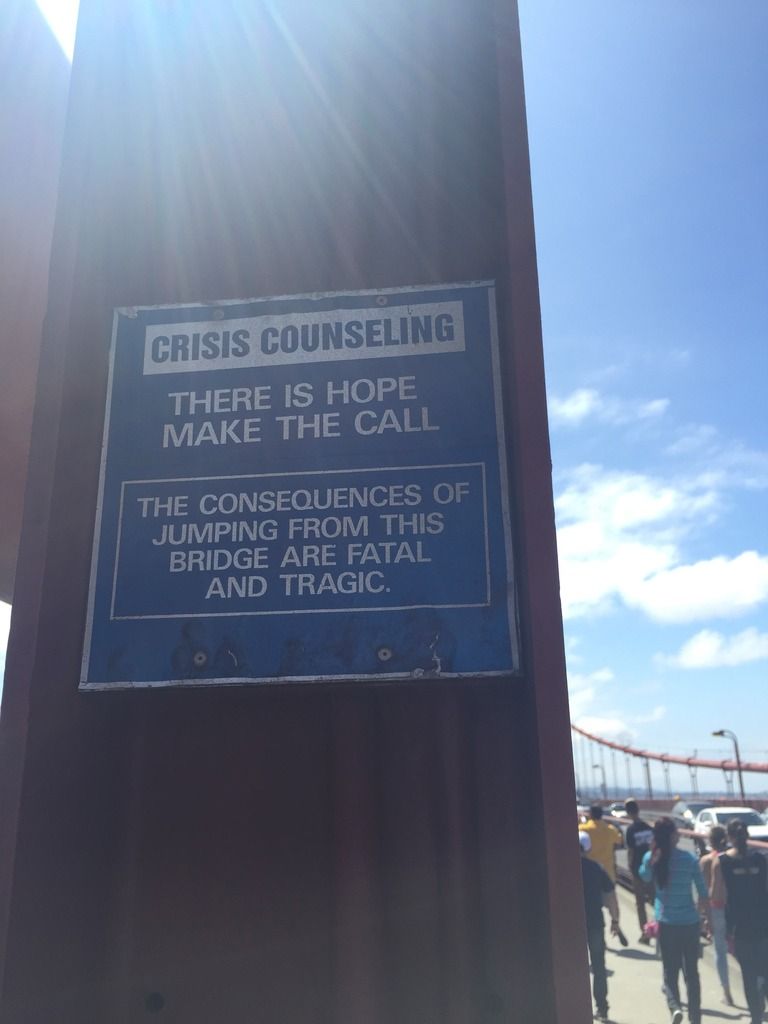 CRISIS COUNSELING
THERE IS HOPE
MAKE THE CALL
THE CONSEQUENCES OF
JUMPING FROM THIS
BRIDGE ARE FATAL
AND TRAGIC.